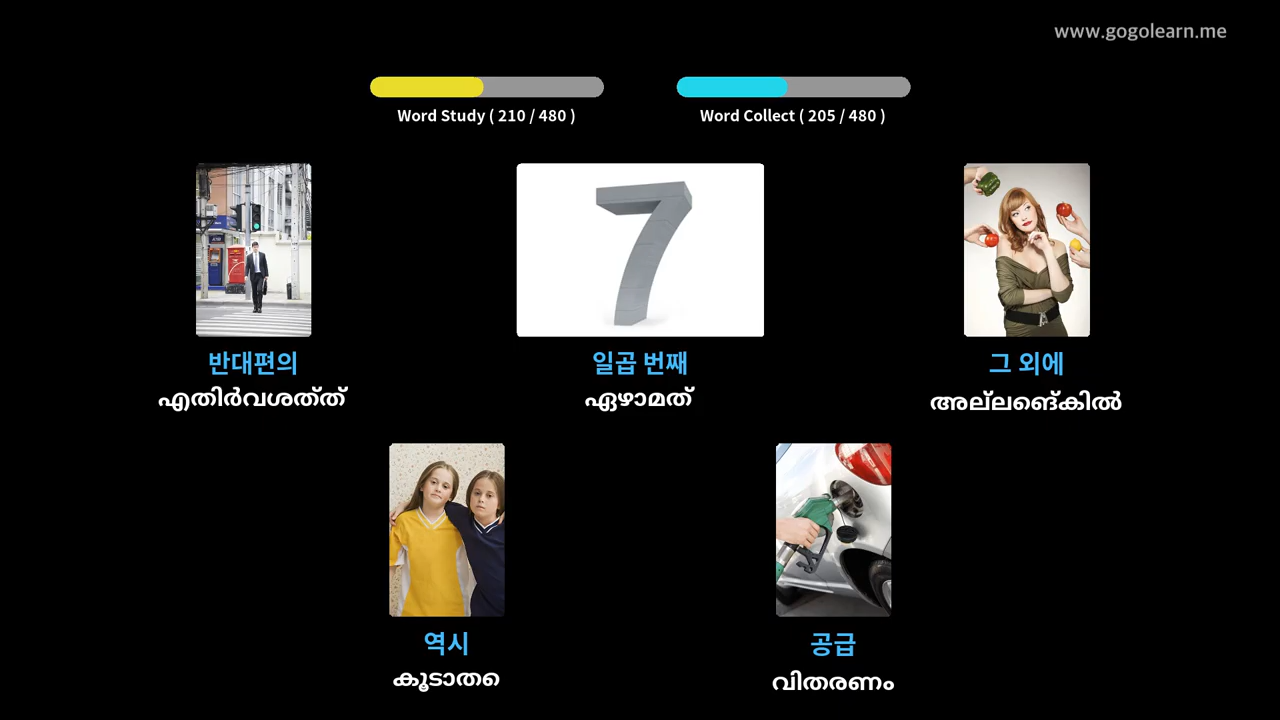 www.gogolearn.me
Word Study ( 210 / 480 )
Word Collect ( 205 / 480 )
반대편의
എതിർവശത്ത്
일곱 번째
ഏഴാമത്
그 외에
അല്ലങ്െകിൽ
역시
കൂടാതെ
공급
വിതരണം